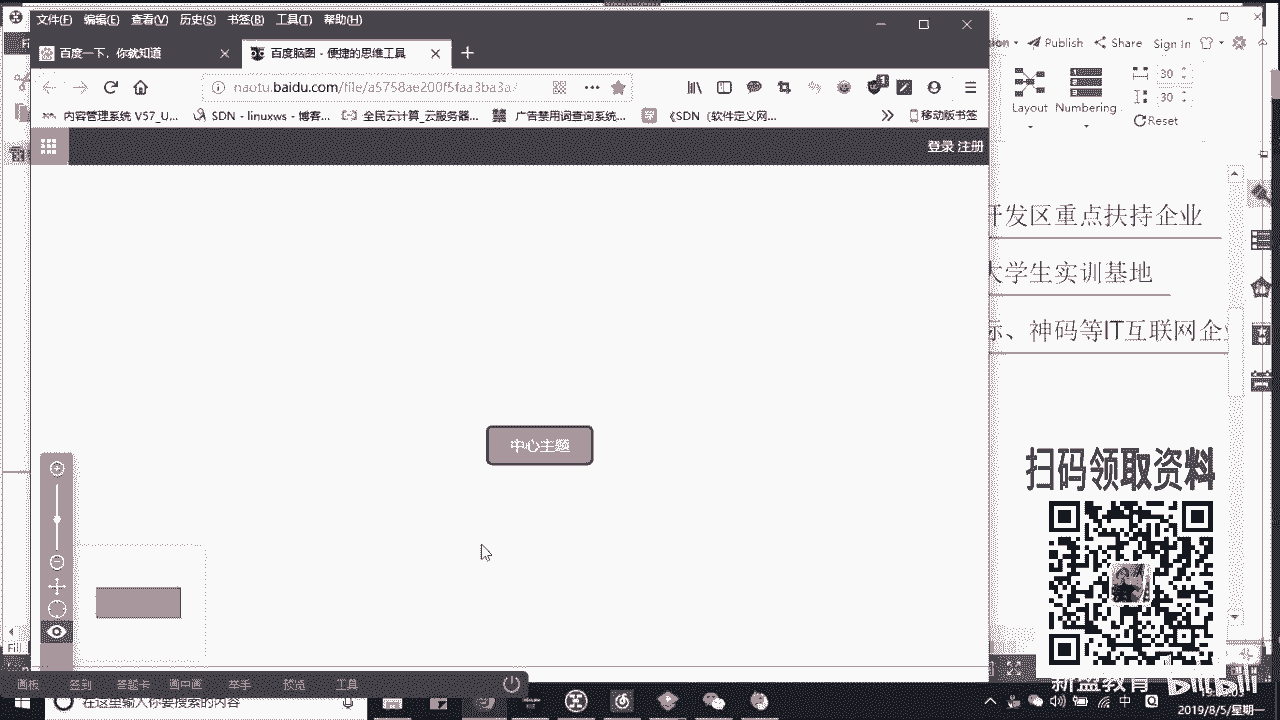 文件(F) 编辑(E) 查看(V) 历史(S) 书签(B) 工具(T) 帮助(H)
百度一下，你就知道
百度脑图 - 便捷的思维工具
Publish
Share
Sign In
30
30
Layout
Numbering
Reset
内容管理系统 V57_U...
SDN - linuxws - 博客...
全民云计算_云服务器...
广告禁用词查询系统...
《SDN（软件定义网...
移动版书签
登录 注册
发区重点扶持企业
大学生实训基地
、神码等IT互联网企
中心主题
扫码领取资料
新盟教育
bilibili
画板
签到
答题卡
画中画
举手
预览
工具
在这里输入你要搜索的内容
中
2019/8/5/星期一